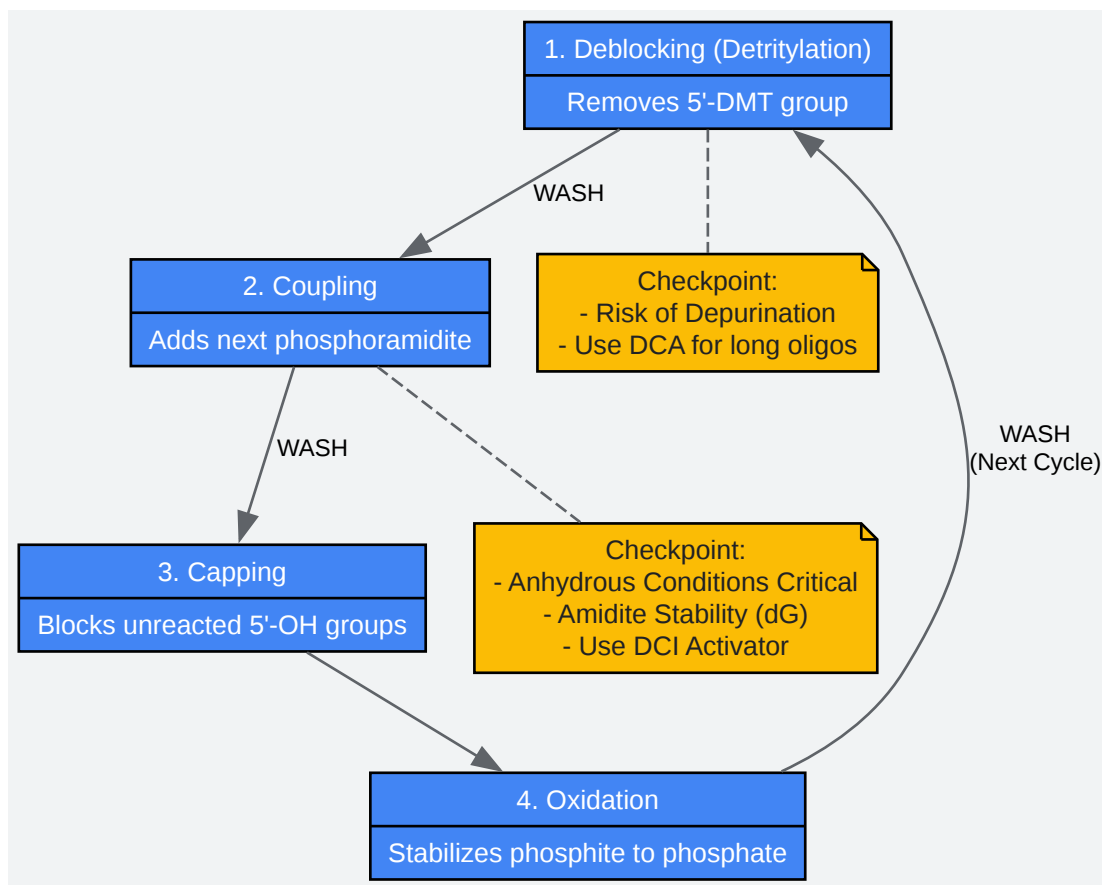 1. Deblocking (Detritylation)
Removes 5'-DMT group
WASH
2. Coupling
Adds next phosphoramidite
Checkpoint:
- Risk of Depurination
- Use DCA for long oligos
WASH
WASH
(Next Cycle)
3. Capping
Blocks unreacted 5'-OH groups
Checkpoint:
- Anhydrous Conditions Critical
- Amidite Stability (dG)
- Use DCI Activator
4. Oxidation
Stabilizes phosphite to phosphate